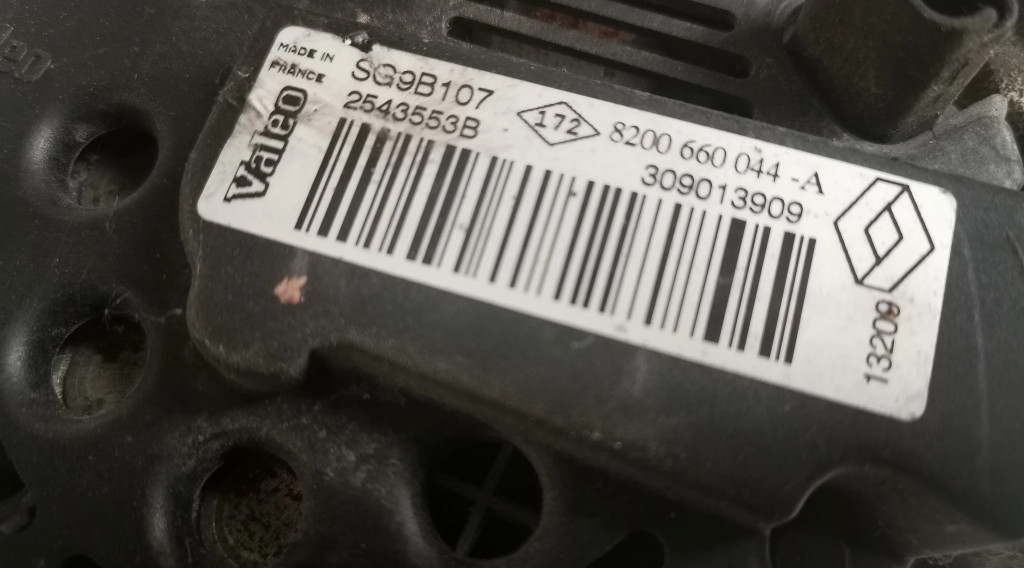 MADE IN
FRANCE
Valeo
SG9B107
2543553B
172
8200 660 044 -A
309013909
13209